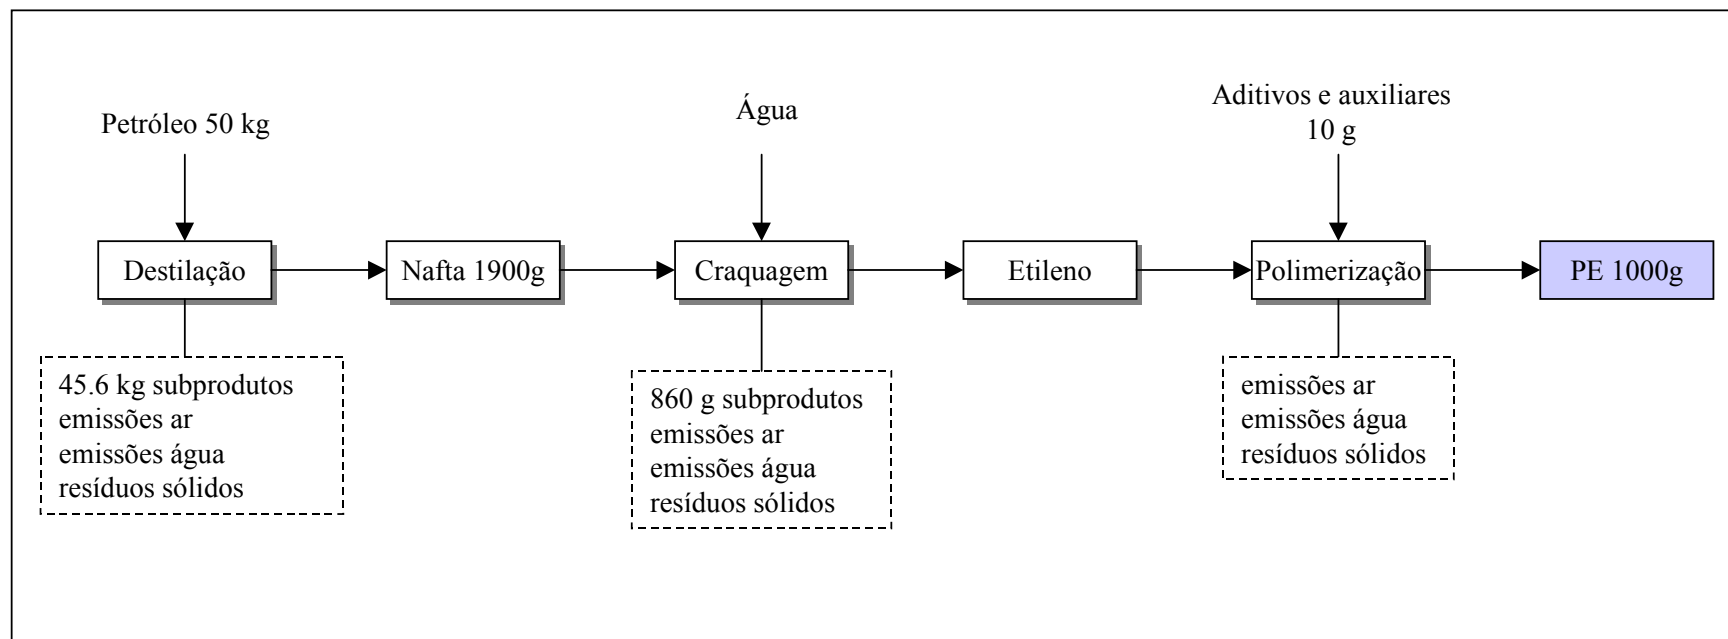 Petróleo 50 kg
Água
Aditivos e auxiliares
10 g
Destilação
Nafta 1900g
Craquagem
Etileno
Polimerização
PE 1000g
45.6 kg subprodutos
emissões ar
emissões água
resíduos sólidos
860 g subprodutos
emissões ar
emissões água
resíduos sólidos
emissões ar
emissões água
resíduos sólidos